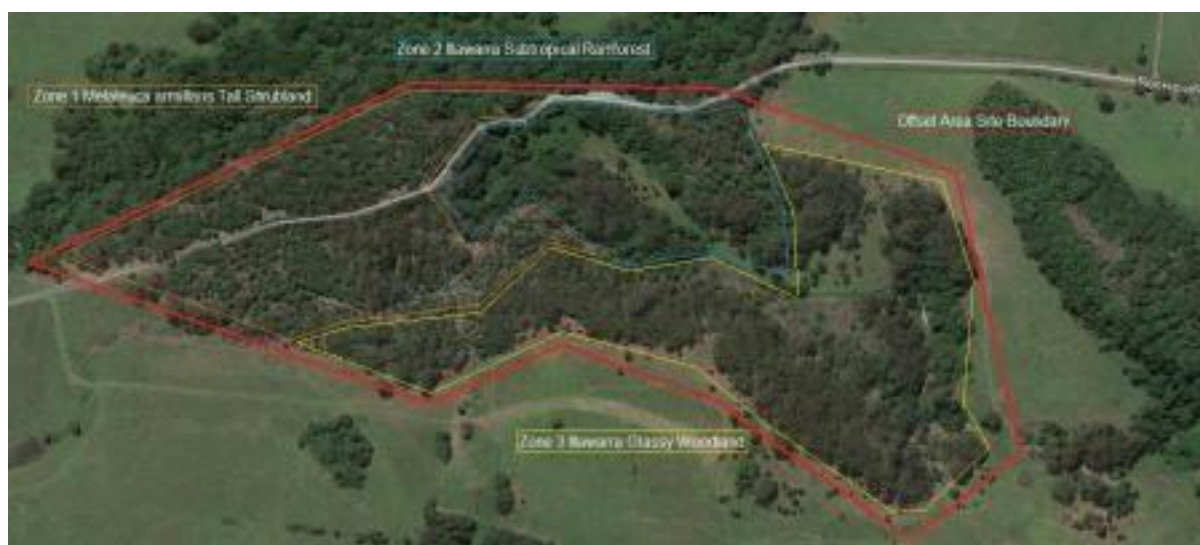 Zone 2 Illawarra Subtropical Rainforest
Zone 1 Melaleuca armillaris Tall Shrubland
Offset Area Site Boundary
Zone 3 Illawarra Grassy Woodland